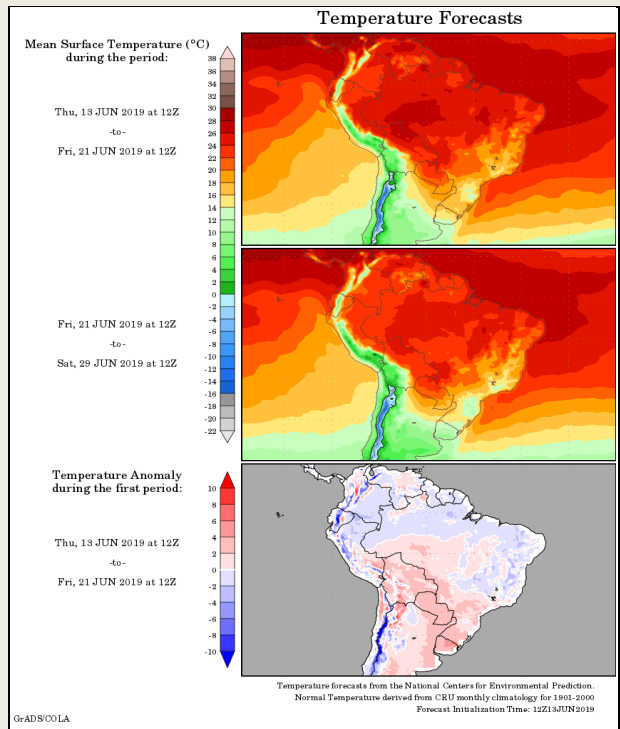 Temperature Forecasts
Mean Surface Temperature (°C)
during the period:
38
36
34
32
30
28
26
24
22
20
18
16
14
12
10
8
6
4
2
0
-2
-4
-6
-8
-10
-12
-14
-16
-18
-20
-22
Thu, 13 JUN 2019 at 12Z
-to-
Fri, 21 JUN 2019 at 12Z
Fri, 21 JUN 2019 at 12Z
-to-
Sat, 29 JUN 2019 at 12Z
Temperature Anomaly
during the first period:
10
8
6
4
2
0
-2
-4
-6
-8
-10
Thu, 13 JUN 2019 at 12Z
-to-
Fri, 21 JUN 2019 at 12Z
Temperature forecasts from the National Centers for Environmental Prediction.
Normal Temperature derived from CRU monthly climatology for 1901-2000
Forecast Initialization Time: 12Z13JUN2019
GrADS/COLA